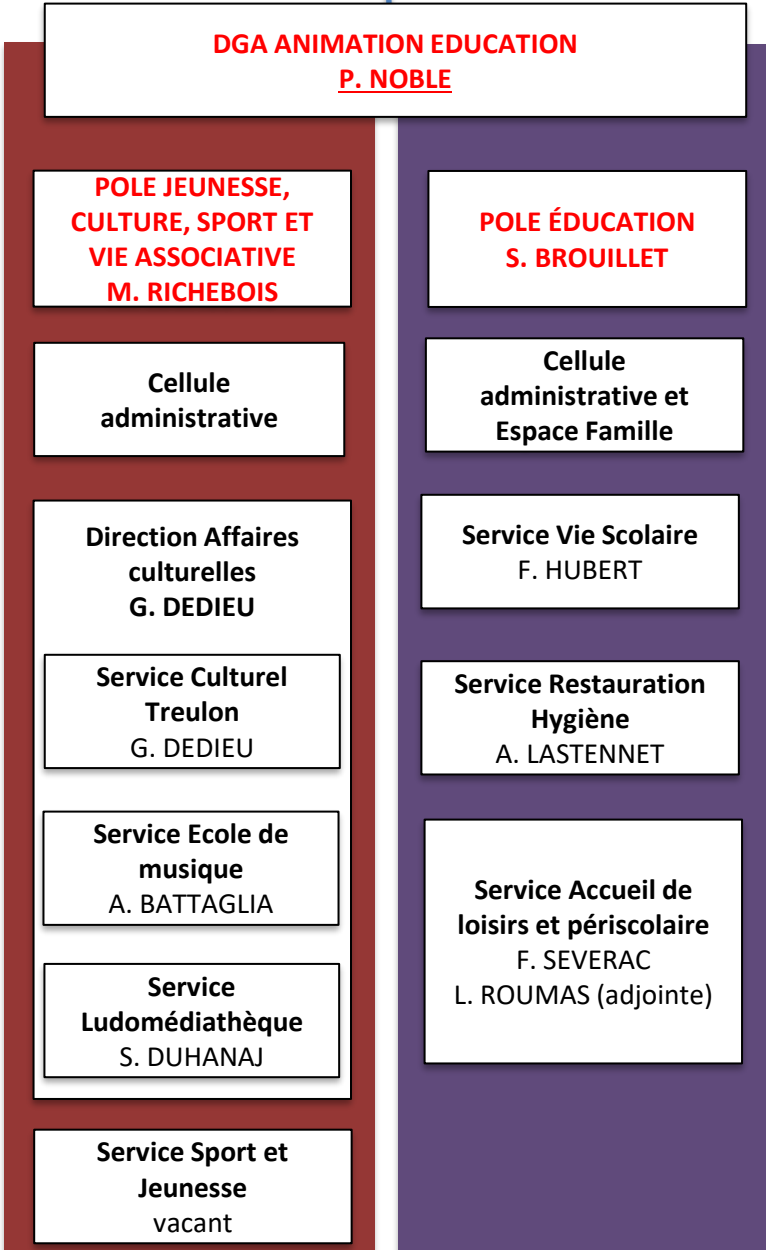 DGA ANIMATION EDUCATION
P. NOBLE
POLE JEUNESSE,
CULTURE, SPORT ET
VIE ASSOCIATIVE
M. RICHEBOIS
Cellule
administrative
Direction Affaires
culturelles
G. DEDIEU
Service Culturel
Treulon
G. DEDIEU
Service Ecole de
musique
A. BATTAGLIA
Service
Ludomédiathèque
S. DUHANAJ
Service Sport et
Jeunesse
vacant
POLE ÉDUCATION
S. BROUILLET
Cellule
administrative et
Espace Famille
Service Vie Scolaire
F. HUBERT
Service Restauration
Hygiène
A. LASTENNET
Service Accueil de
loisirs et périscolaire
F. SEVERAC
L. ROUMAS (adjointe)